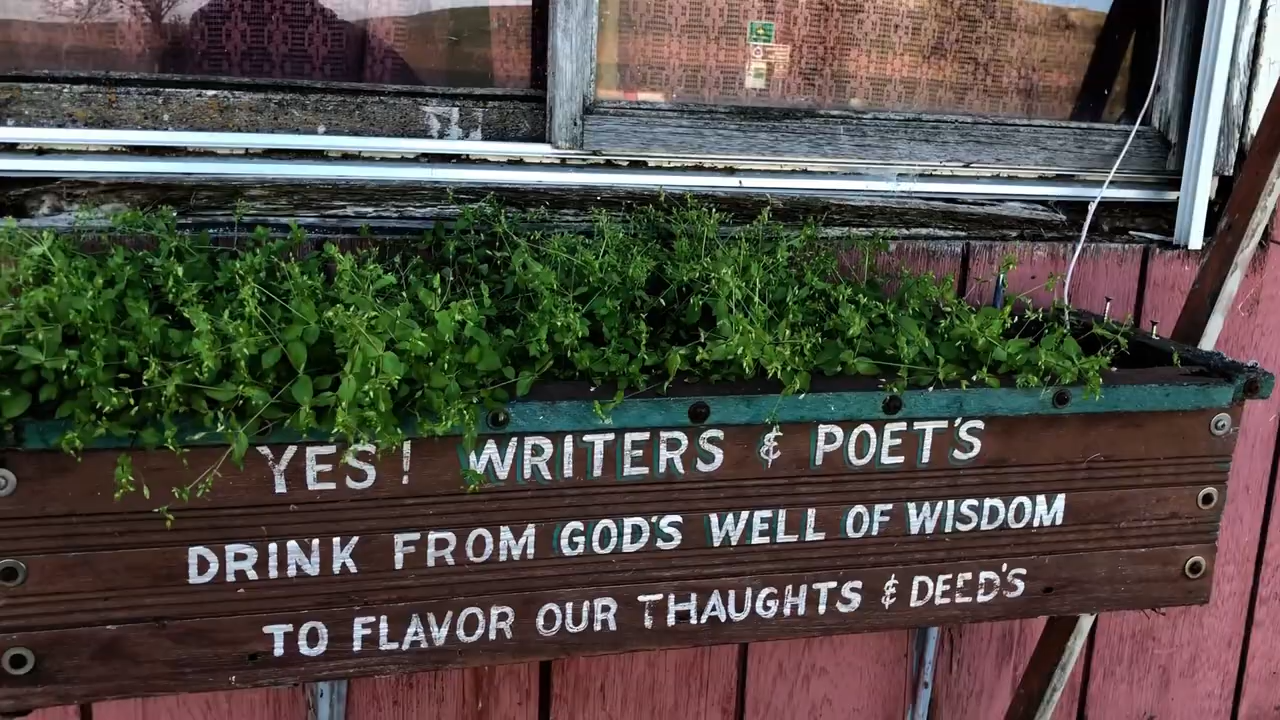 YES! WRITERS & POET'S
DRINK FROM GOD'S WELL OF WISDOM
TO FLAVOR OUR THAUGHTS & DEED'S